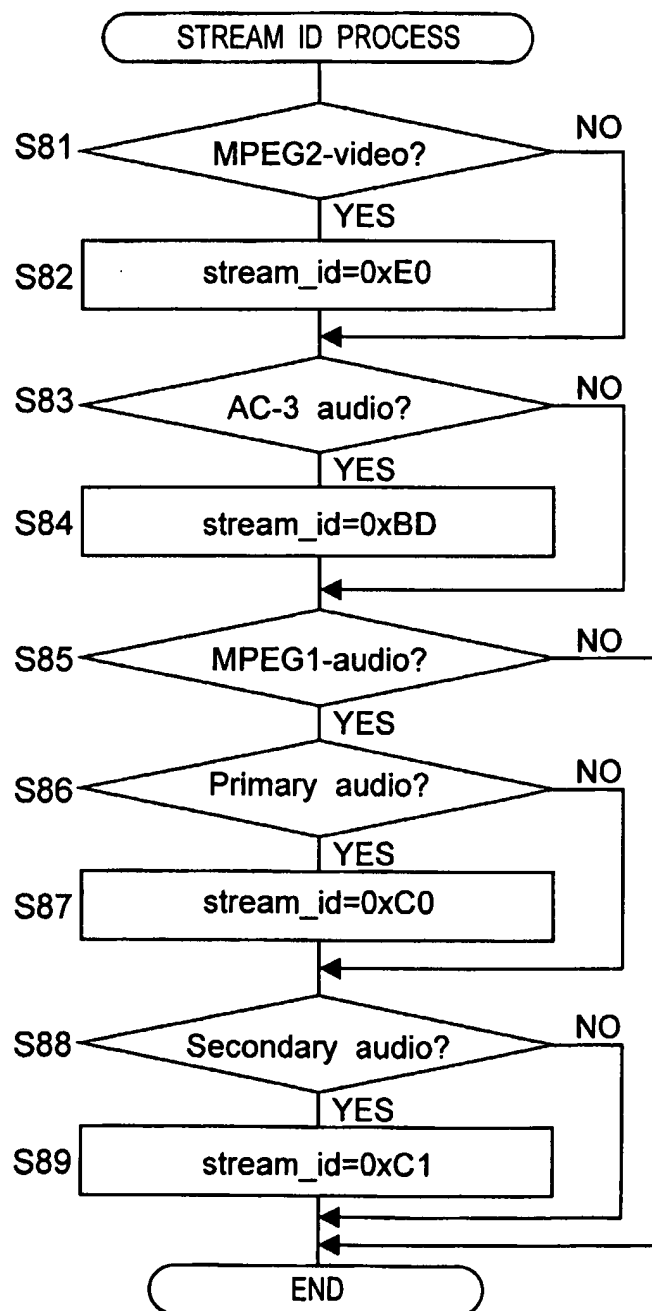 STREAM ID PROCESS
S81
MPEG2-video?
NO
YES
S82
stream_id=0xE0
S83
AC-3 audio?
NO
YES
S84
stream_id=0xBD
S85
MPEG1-audio?
NO
YES
S86
Primary audio?
NO
YES
S87
stream_id=0xC0
S88
Secondary audio?
NO
YES
S89
stream_id=0xC1
END